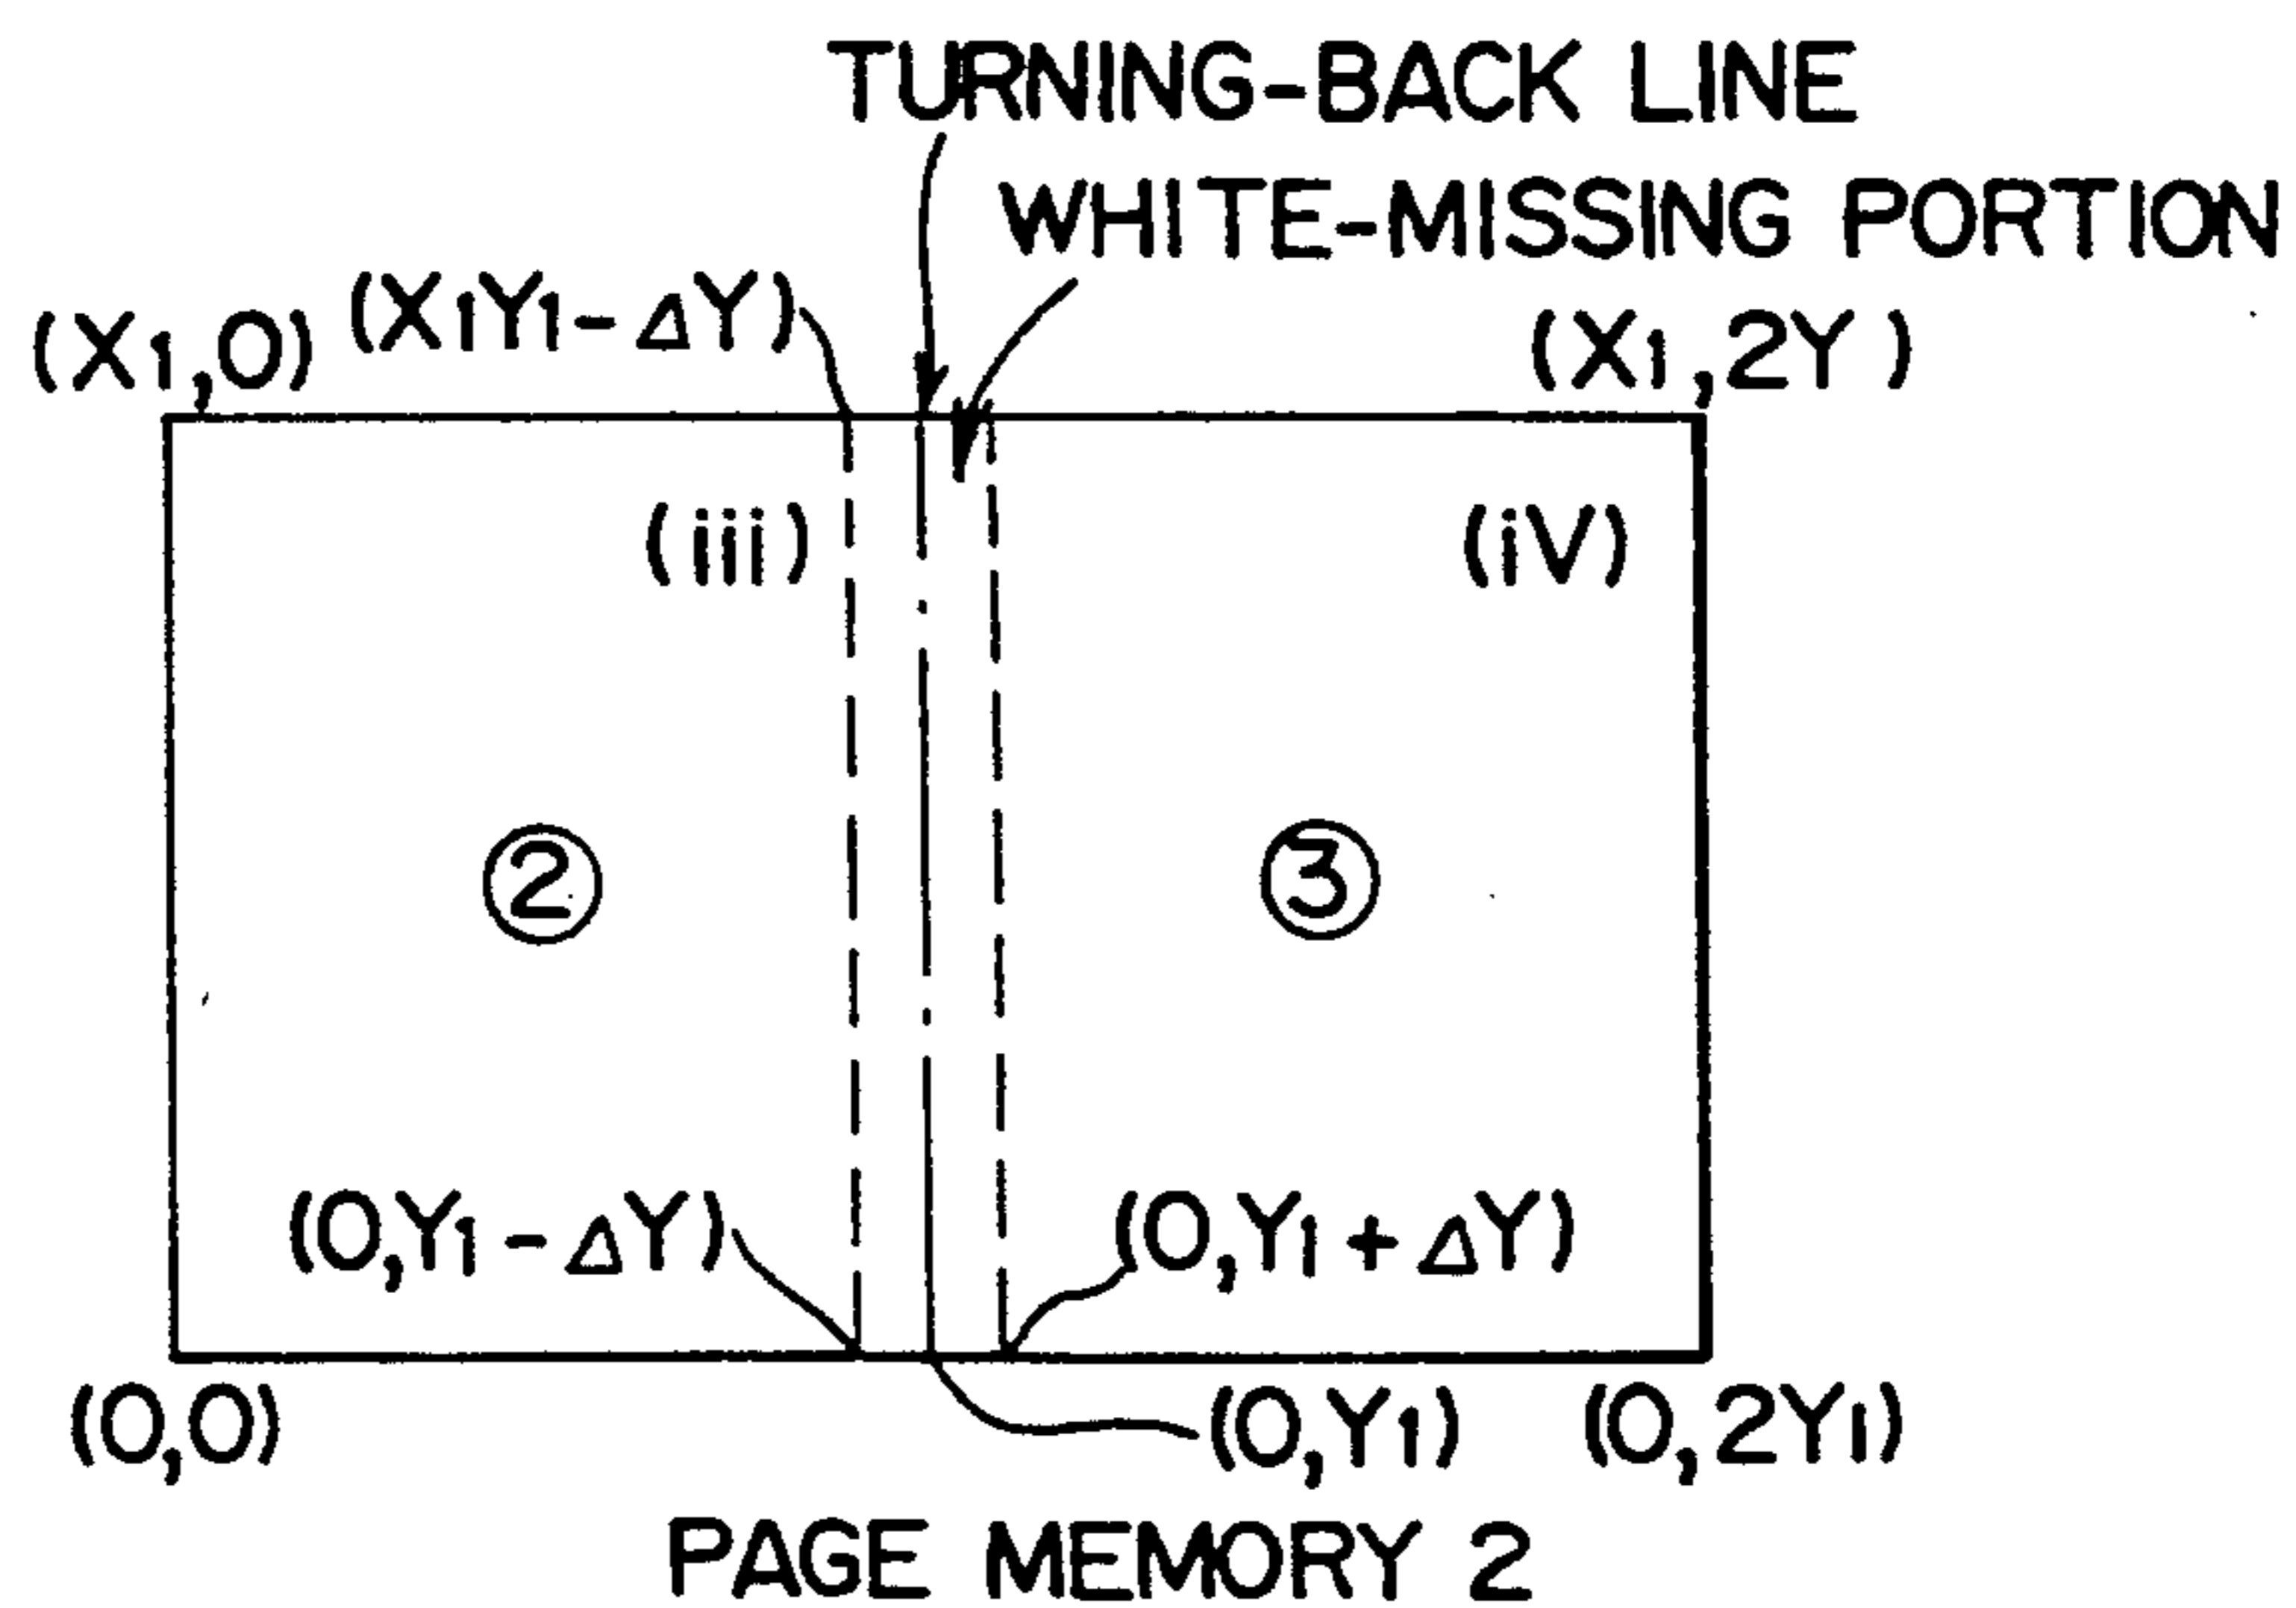 TURNING-BACK LINE
WHITE-MISSING PORTION
(X1,0) (X1Y1-ΔY) (X1,2Y )
(iii) (iV)
② ③
(0,Y1-ΔY) (0,Y1+ΔY)
(0,0) (0,Y1) (0,2Y1)
PAGE MEMORY 2